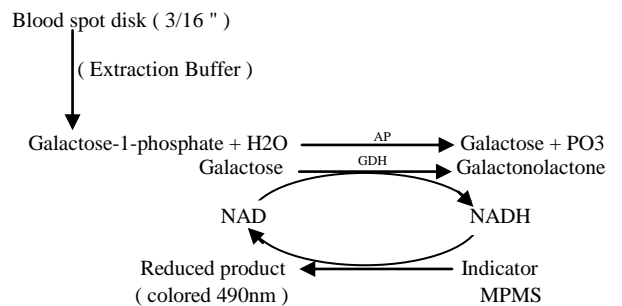 Blood spot disk ( 3/16 " )
( Extraction Buffer )
Galactose-1-phosphate + H2O AP Galactose + PO3
Galactose GDH Galactonolactone
NAD NADH
Reduced product Indicator
( colored 490nm ) MPMS